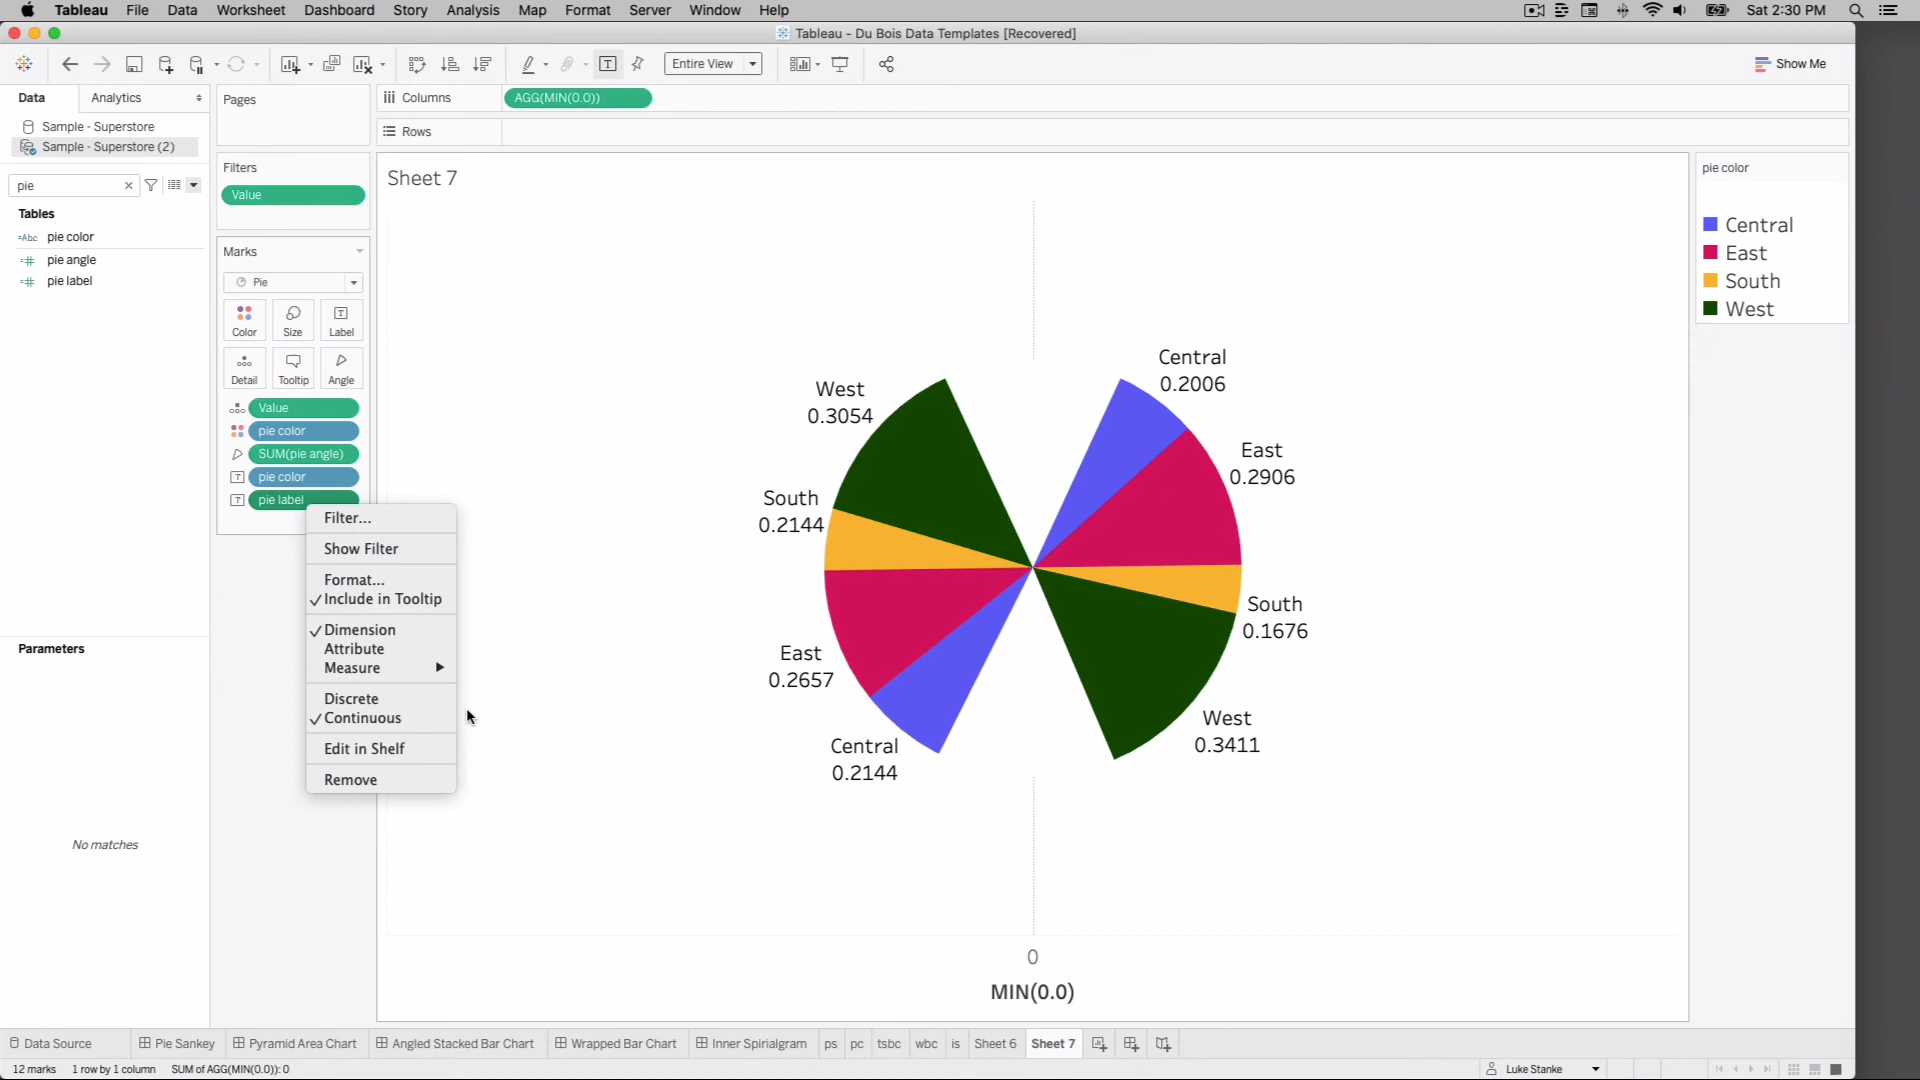 Tableau File Data Worksheet Dashboard Story Analysis Map Format Server Window Help Sat 2:30 PM
Tableau - Du Bois Data Templates [Recovered]
Entire View Show Me
Data Analytics Pages Columns AGG(MIN(0.0))
Sample - Superstore
Sample - Superstore (2)
Rows
Filters
Value
pie
Tables
pie color
pie angle
pie label
Abc
Marks
Pie
Color Size Label
Detail Tooltip Angle
Value
pie color
SUM(pie angle)
pie color
pie label
Filter...
Show Filter
Format...
Include in Tooltip
Dimension
Attribute
Measure
Discrete
Continuous
Edit in Shelf
Remove
Parameters
No matches
Sheet 7
West
0.3054
South
0.2144
East
0.2657
Central
0.2144
Central
0.2006
East
0.2906
South
0.1676
West
0.3411
0
MIN(0.0)
pie color
Central
East
South
West
Data Source Pie Sankey Pyramid Area Chart Angled Stacked Bar Chart Wrapped Bar Chart Inner Spirialgram ps pc tsbc wbc is Sheet 6 Sheet 7
12 marks 1 row by 1 column SUM of AGG(MIN(0.0)): 0 Luke Stanke